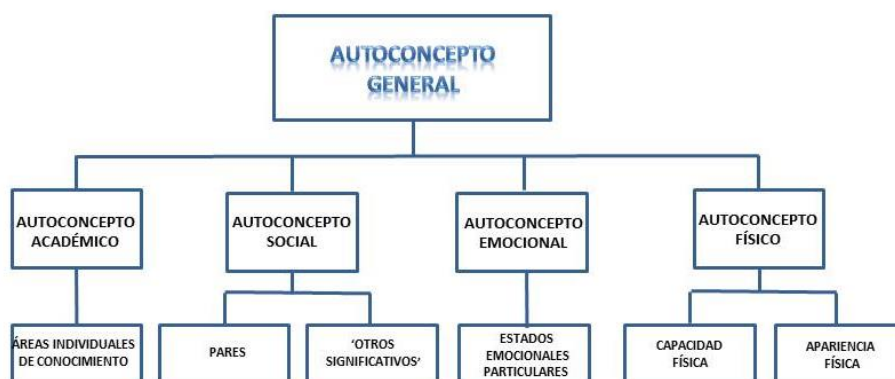 AUTOCONCEPTO
GENERAL
AUTOCONCEPTO
ACADÉMICO
AUTOCONCEPTO
SOCIAL
AUTOCONCEPTO
EMOCIONAL
AUTOCONCEPTO
FÍSICO
ÁREAS INDIVIDUALES
DE CONOCIMIENTO
PARES
‘OTROS
SIGNIFICATIVOS’
ESTADOS
EMOCIONALES
PARTICULARES
CAPACIDAD
FÍSICA
APARIENCIA
FÍSICA